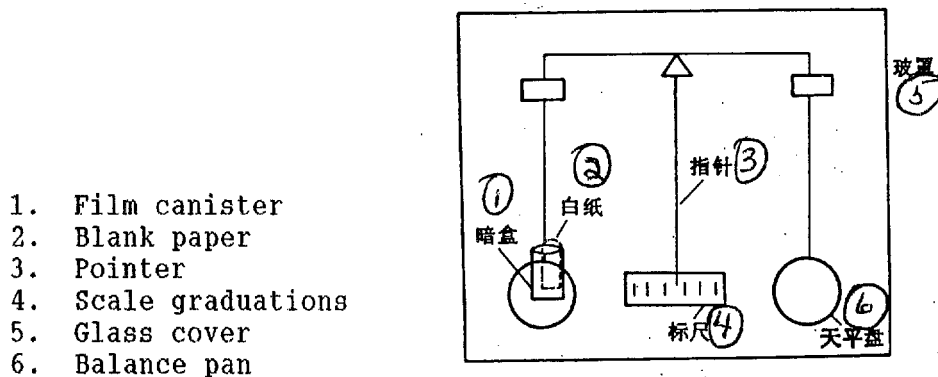 1. Film canister
2. Blank paper
3. Pointer
4. Scale graduations
5. Glass cover
6. Balance pan
玻罩
⑤
② 指针 ③
① 白纸
暗盒
⑥
标尺 ④ 天平盘